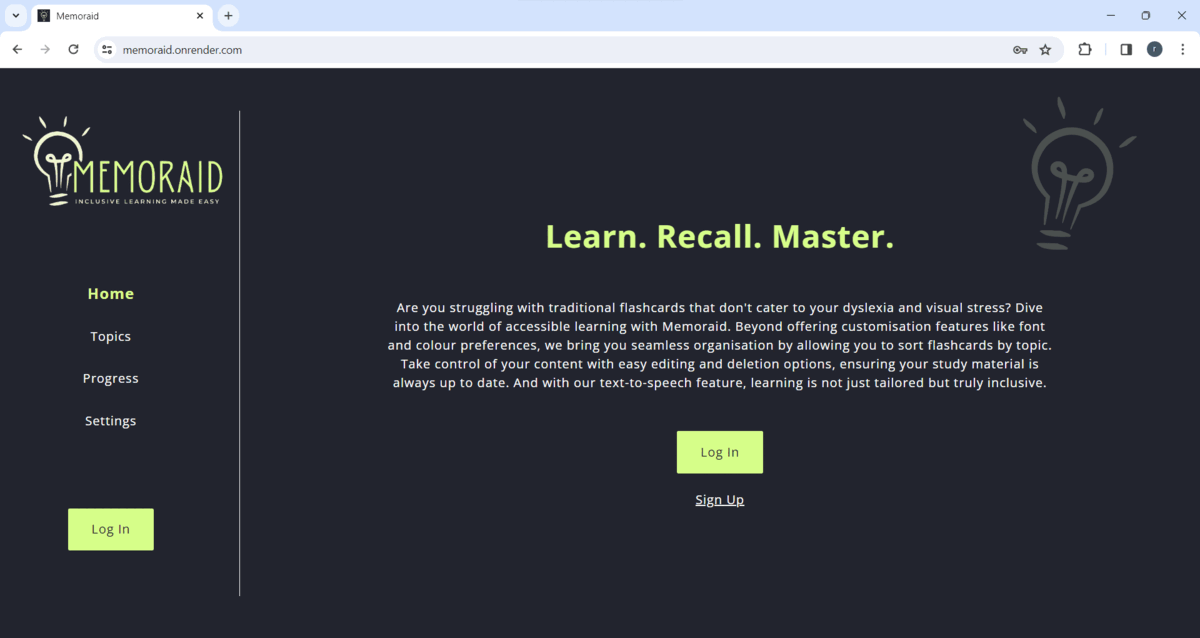 Memoraid
memoraid.onrender.com
r
MEMORAID
INCLUSIVE LEARNING MADE EASY
Home
Topics
Progress
Settings
Log In
Learn. Recall. Master.
Are you struggling with traditional flashcards that don't cater to your dyslexia and visual stress? Dive
into the world of accessible learning with Memoraid. Beyond offering customisation features like font
and colour preferences, we bring you seamless organisation by allowing you to sort flashcards by topic.
Take control of your content with easy editing and deletion options, ensuring your study material is
always up to date. And with our text-to-speech feature, learning is not just tailored but truly inclusive.
Log In
Sign Up